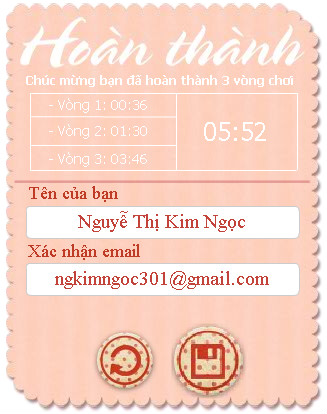 Hoàn thành
Chúc mừng bạn đã hoàn thành 3 vòng chơi
- Vòng 1: 00:36
- Vòng 2: 01:30
- Vòng 3: 03:46
05:52
Tên của bạn
Nguyễ Thị Kim Ngọc
Xác nhận email
ngkimngoc301@gmail.com